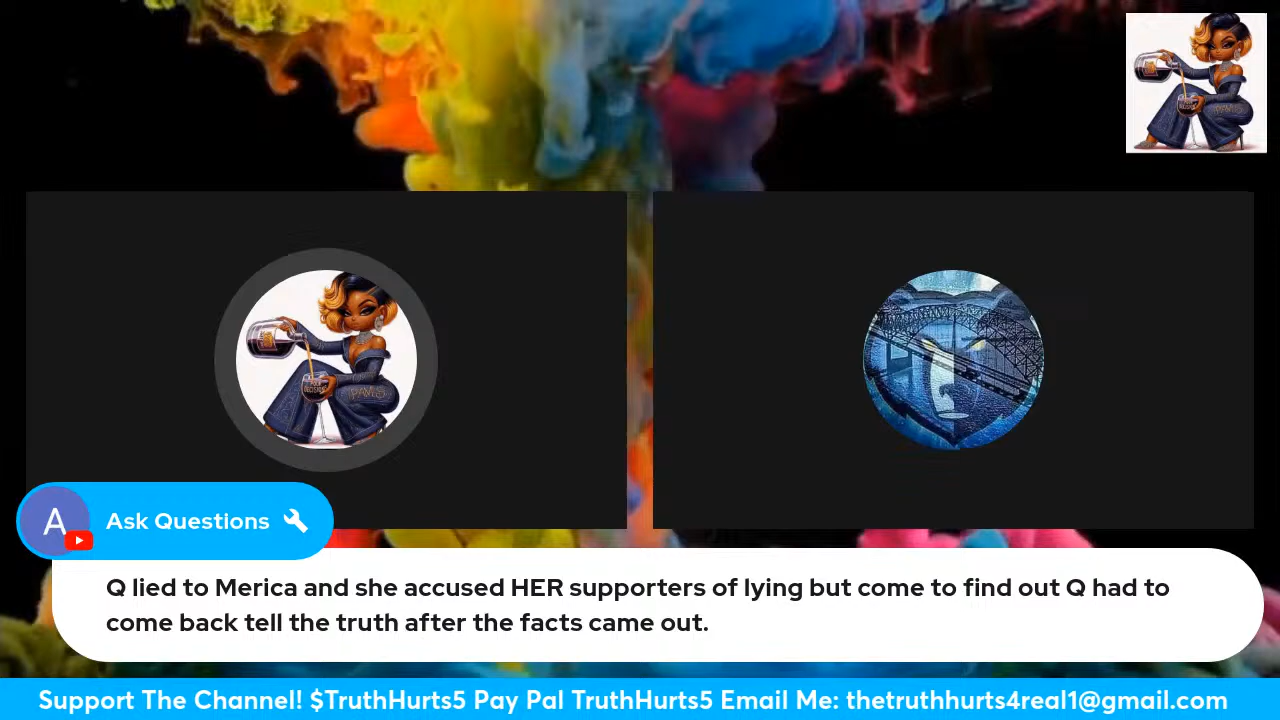 Ask Questions
A
Q lied to Merica and she accused HER supporters of lying but come to find out Q had to
come back tell the truth after the facts came out.
Support The Channel! $TruthHurts5 Pay Pal TruthHurts5 Email Me: thetruthhurts4real1@gmail.com